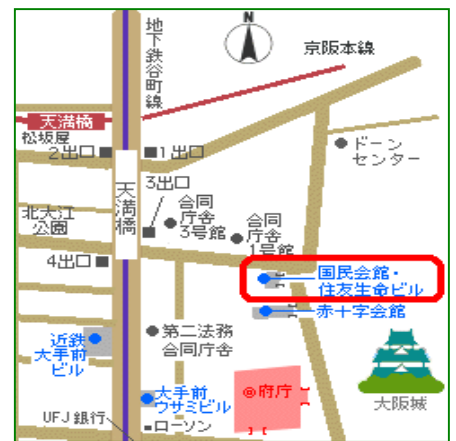 N
地下鉄谷町線
京阪本線
天満橋
松坂屋
2出口
1出口
ドーン
センター
3出口
天満橋
合同
庁舎
3号館
合同
庁舎
1号館
北大江
公園
4出口
国民会館・
住友生命ビル
赤十字会館
近鉄
大手前
ビル
第二法務
合同庁舎
大手前
ウサミビル
府庁
大阪城
UFJ銀行
ローソン